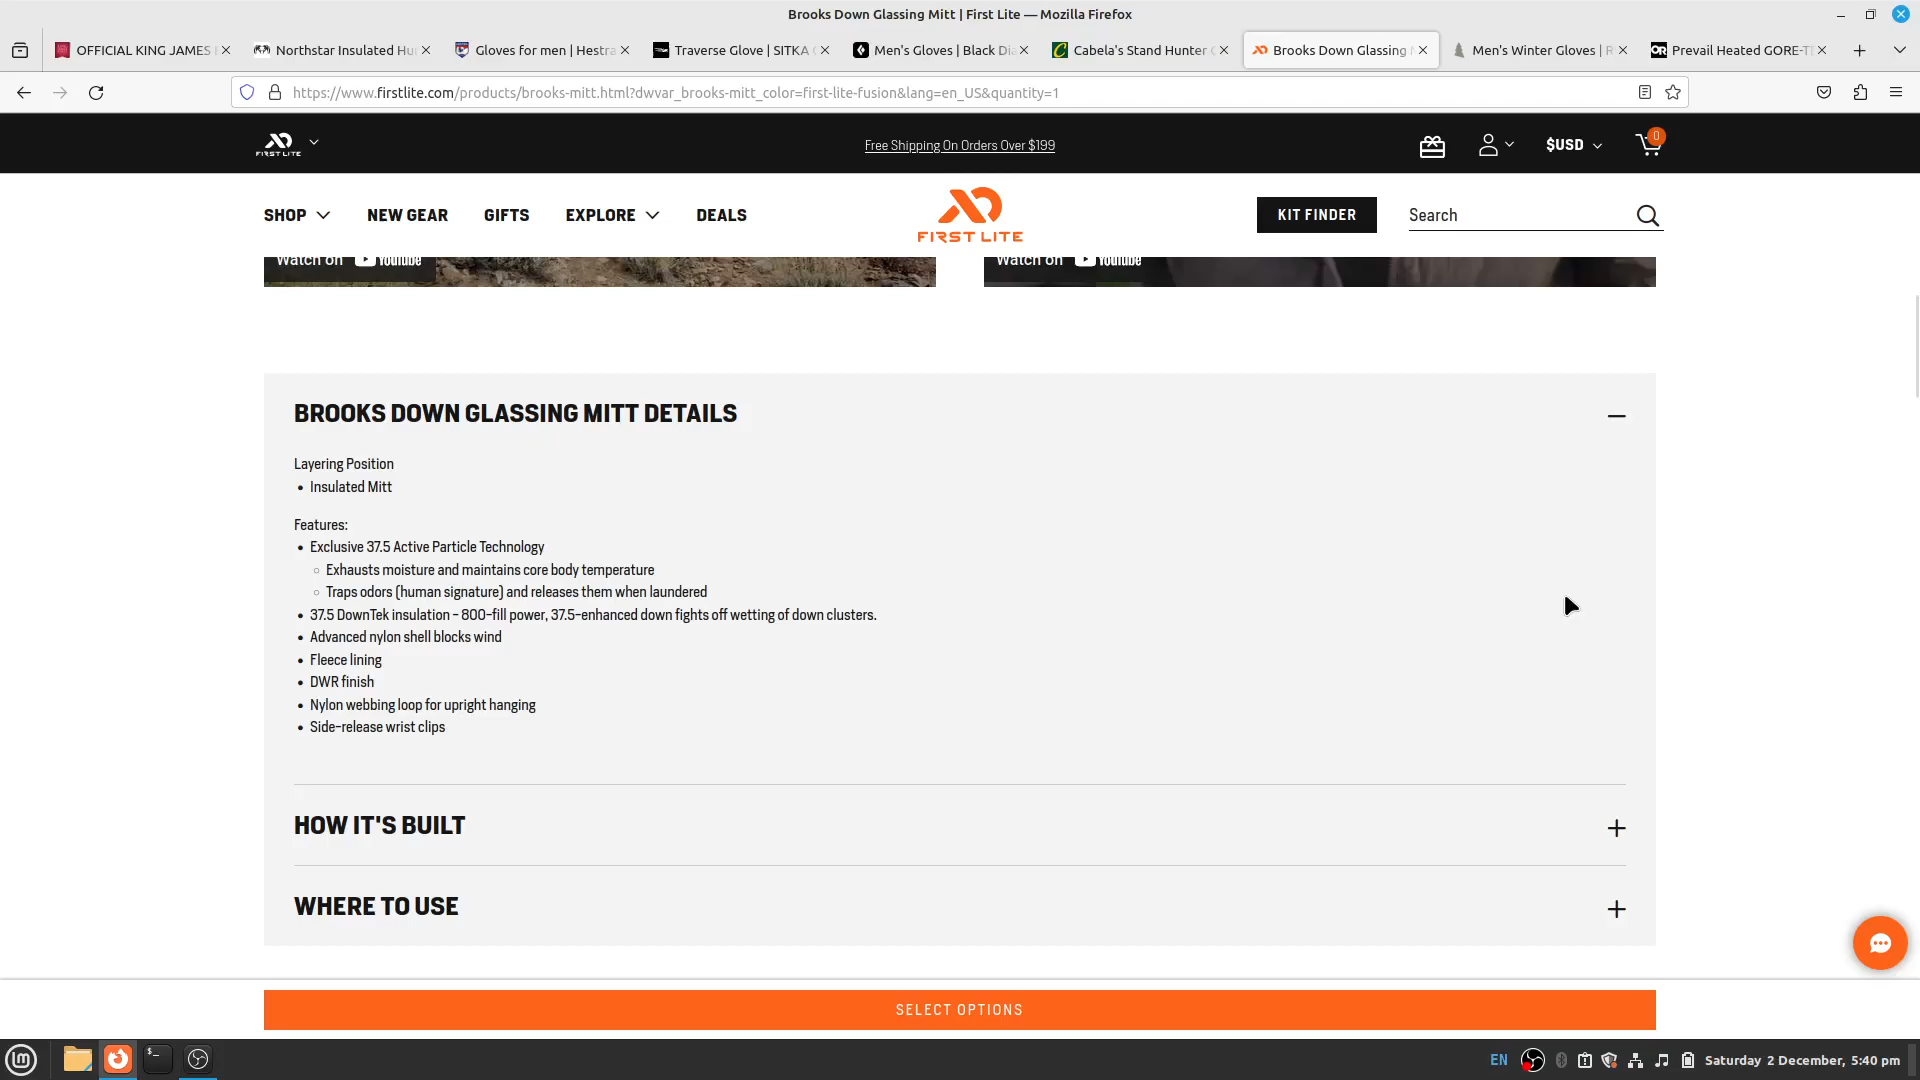 Brooks Down Glassing Mitt | First Lite — Mozilla Firefox
OFFICIAL KING JAMES
Northstar Insulated Hu
Gloves for men | Hestra
Traverse Glove | SITKA
Men's Gloves | Black Dia
Cabela's Stand Hunter
Brooks Down Glassing
Men's Winter Gloves | R
OR Prevail Heated GORE-T
https://www.firstlite.com/products/brooks-mitt.html?dwvar_brooks-mitt_color=first-lite-fusion&lang=en_US&quantity=1
FIRST LITE
Free Shipping On Orders Over $199
$USD
0
SHOP
NEW GEAR
GIFTS
EXPLORE
DEALS
FIRST LITE
KIT FINDER
Search
Watch on YouTube
Watch on YouTube
BROOKS DOWN GLASSING MITT DETAILS
Layering Position
• Insulated Mitt
Features:
• Exclusive 37.5 Active Particle Technology
○ Exhausts moisture and maintains core body temperature
○ Traps odors (human signature) and releases them when laundered
• 37.5 DownTek insulation - 800-fill power, 37.5-enhanced down fights off wetting of down clusters.
• Advanced nylon shell blocks wind
• Fleece lining
• DWR finish
• Nylon webbing loop for upright hanging
• Side-release wrist clips
HOW IT'S BUILT
WHERE TO USE
SELECT OPTIONS
EN
Saturday 2 December, 5:40 pm